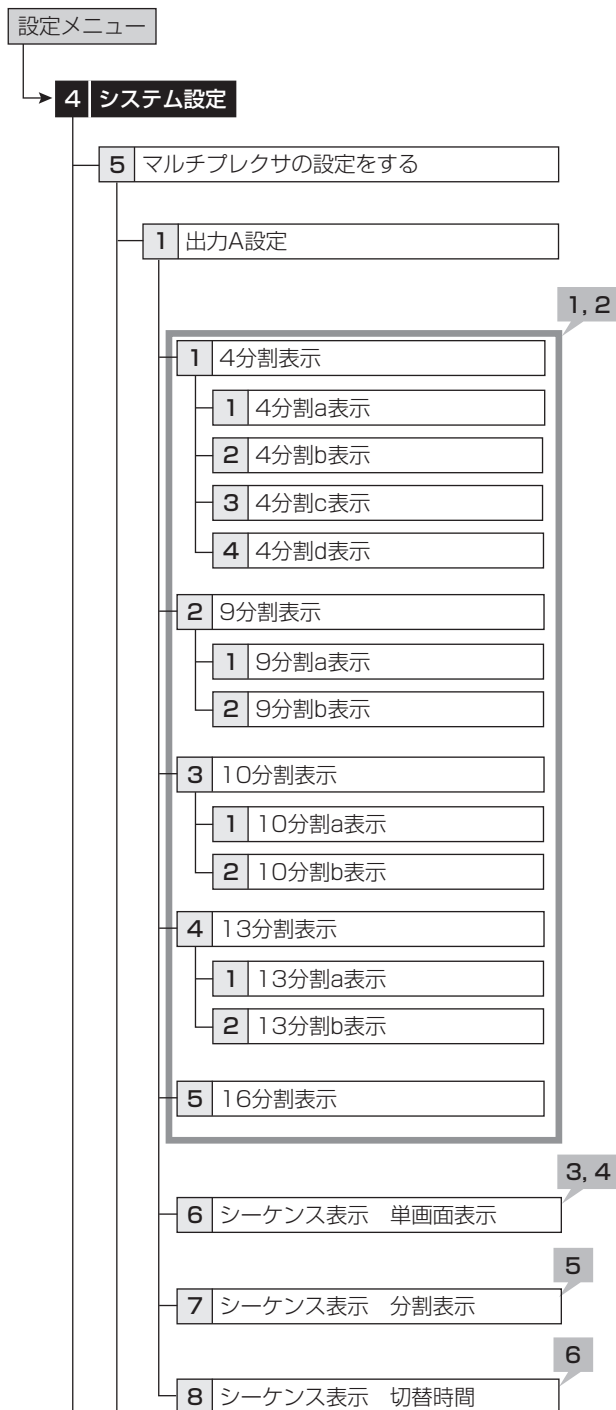 設定メニュー
4 システム設定
5 マルチプレクサの設定をする
1 出力A設定
1, 2
1 4分割表示
1 4分割a表示
2 4分割b表示
3 4分割c表示
4 4分割d表示
2 9分割表示
1 9分割a表示
2 9分割b表示
3 10分割表示
1 10分割a表示
2 10分割b表示
4 13分割表示
1 13分割a表示
2 13分割b表示
5 16分割表示
3, 4
6 シーケンス表示　単画面表示
5
7 シーケンス表示　分割表示
6
8 シーケンス表示　切替時間